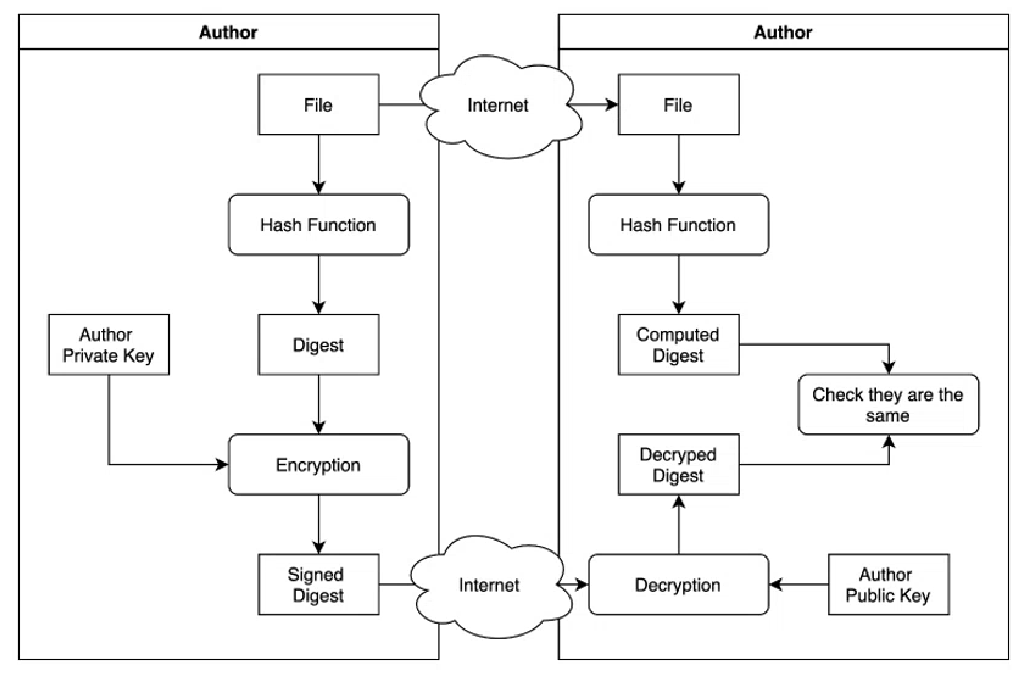 Author
File
Hash Function
Author
Private Key
Digest
Encryption
Signed
Digest
Internet
Internet
Author
File
Hash Function
Computed
Digest
Check they are the
same
Decryped
Digest
Decryption
Author
Public Key